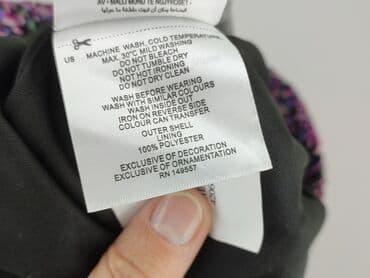 US
MACHINE WASH, COLD TEMPERATURE
MAX. 30°C MILD WASHING
DO NOT BLEACH
DO NOT TUMBLE DRY
NOT HOT IRONING
DO NOT DRY CLEAN
WASH BEFORE WEARING
WASH WITH SIMILAR COLOURS
WASH INSIDE OUT
IRON ON REVERSE SIDE
COLOUR CAN TRANSFER
OUTER SHELL
LINING
100% POLYESTER
EXCLUSIVE OF DECORATION
EXCLUSIVE OF ORNAMENTATION
RN 149557